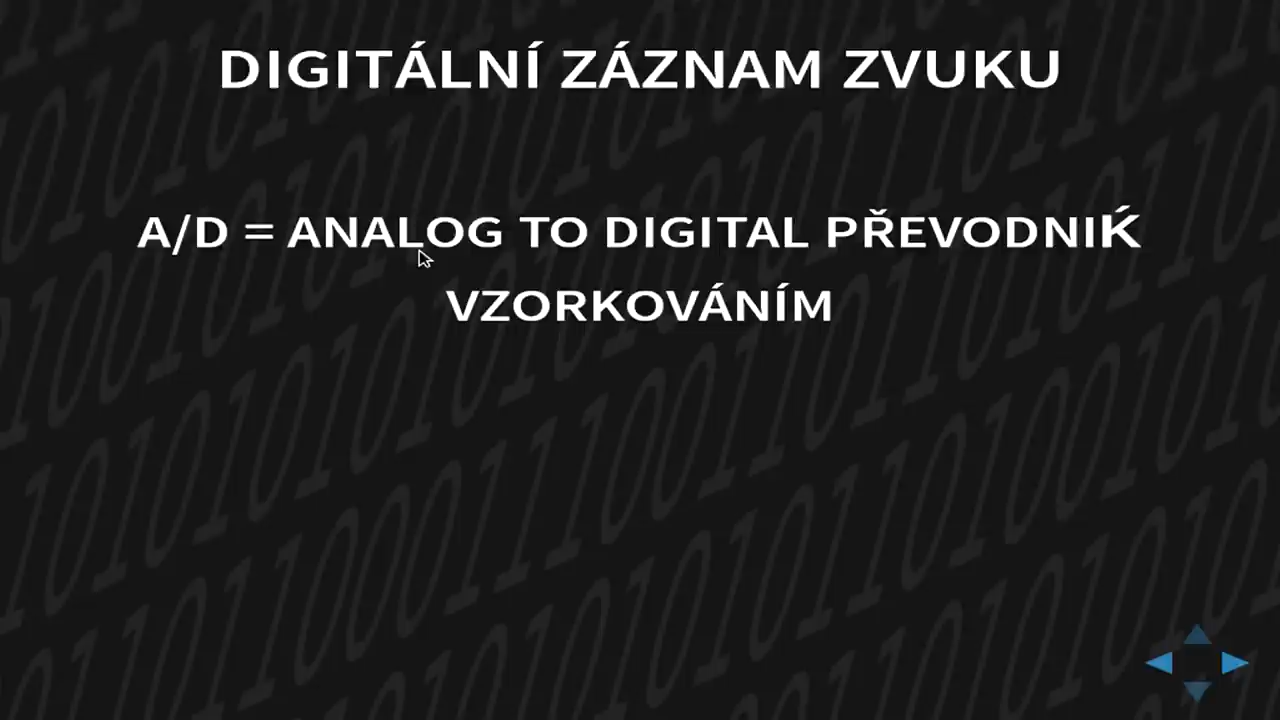 DIGITÁLNÍ ZÁZNAM ZVUKU
A/D = ANALOG TO DIGITAL PŘEVODNIḰ
VZORKOVÁNÍM